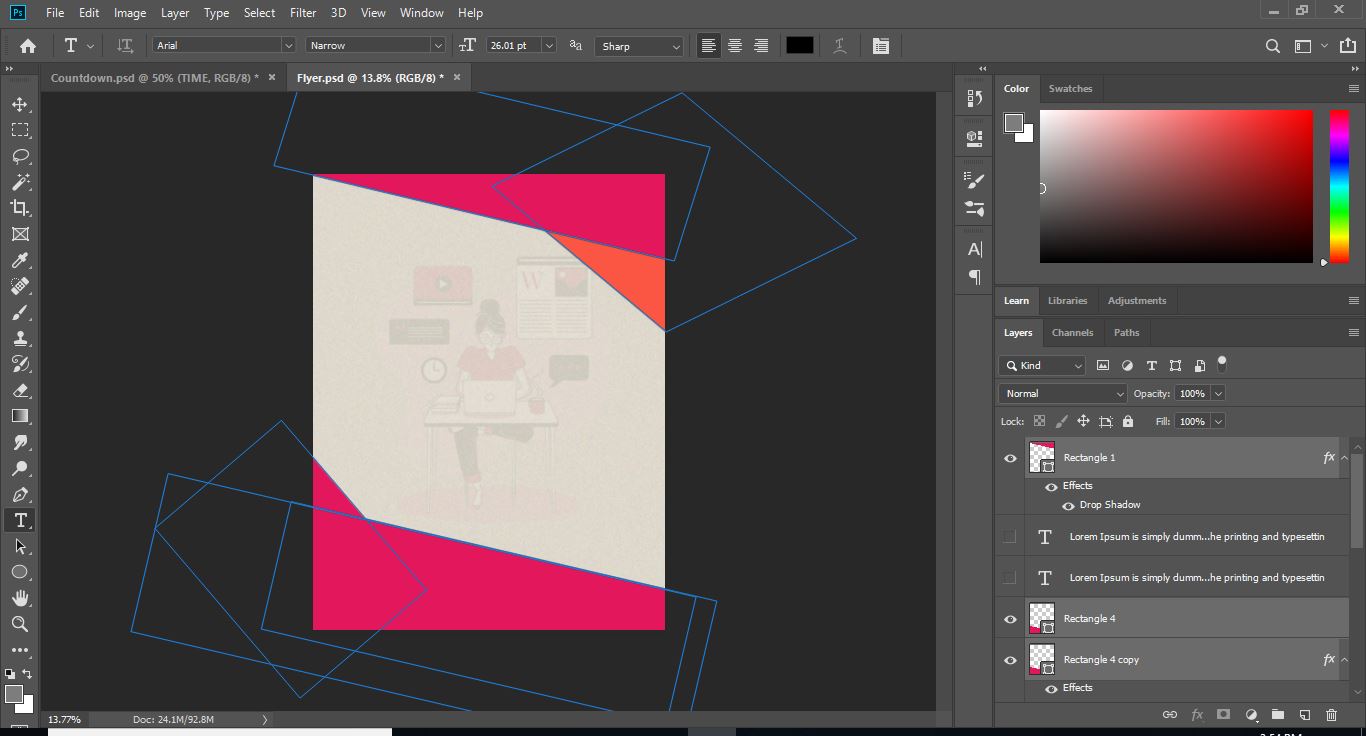 Ps File Edit Image Layer Type Select Filter 3D View Window Help
T Arial Narrow 26.01 pt aa Sharp
Countdown.psd @ 50% (TIME, RGB/8) * × Flyer.psd @ 13.8% (RGB/8) * ×
Color Swatches
W
A
Learn Libraries Adjustments
Layers Channels Paths
Kind
Normal Opacity: 100%
Lock: Fill: 100%
Rectangle 1 fx
Effects
Drop Shadow
T Lorem Ipsum is simply dumm...he printing and typesettin
T Lorem Ipsum is simply dumm...he printing and typesettin
Rectangle 4
Rectangle 4 copy fx
Effects
13.77% Doc: 24.1M/92.8M
fx